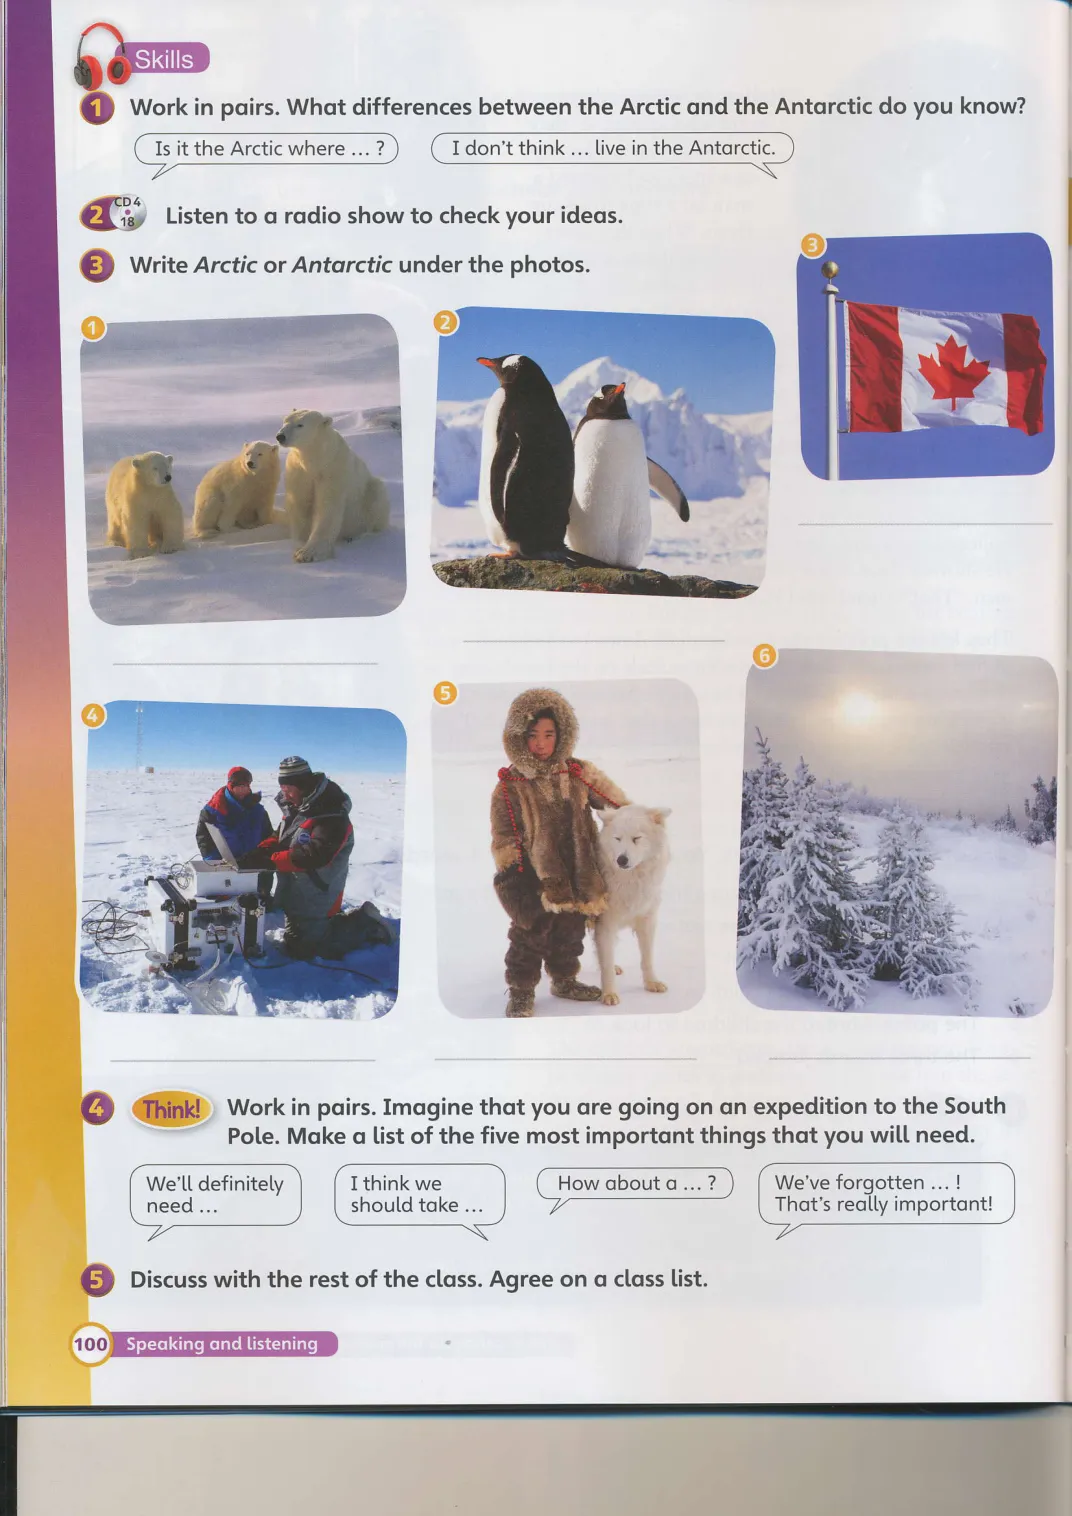 Skills
1 Work in pairs. What differences between the Arctic and the Antarctic do you know?
Is it the Arctic where ... ?
I don't think ... live in the Antarctic.
2 CD 4 18 Listen to a radio show to check your ideas.
3 Write Arctic or Antarctic under the photos.
1
2
3
4
5
6
4 Think! Work in pairs. Imagine that you are going on an expedition to the South
Pole. Make a list of the five most important things that you will need.
We'll definitely
need ...
I think we
should take ...
How about a ... ?
We've forgotten ... !
That's really important!
5 Discuss with the rest of the class. Agree on a class list.
100 Speaking and listening